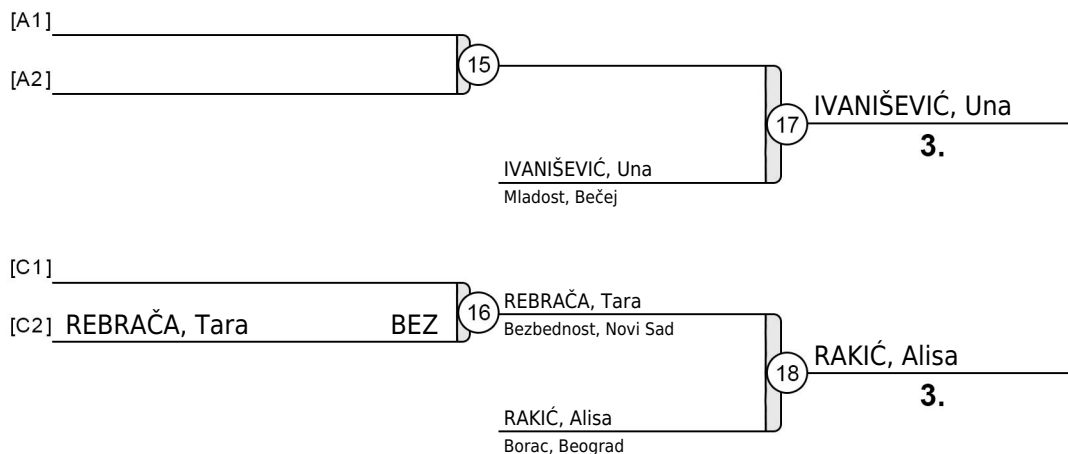 [A1]
[A2]
15
IVANIŠEVIĆ, Una
Mladost, Bečej
17
IVANIŠEVIĆ, Una
3.
[C1]
[C2] REBRAČA, Tara BEZ
16
REBRAČA, Tara
Bezbednost, Novi Sad
RAKIĆ, Alisa
Borac, Beograd
18
RAKIĆ, Alisa
3.